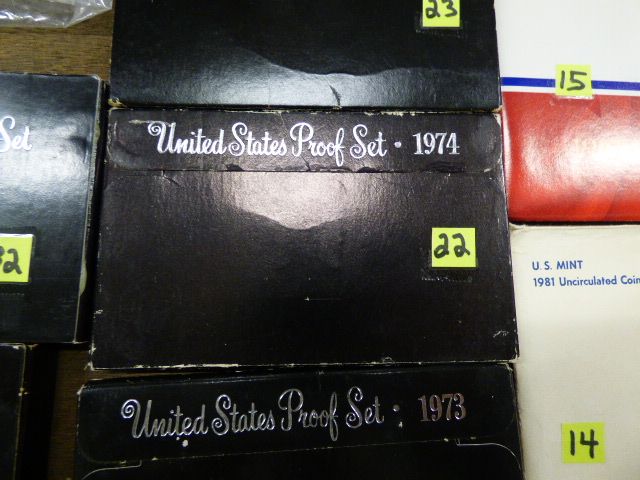 23
15
United States Proof Set · 1974
Set
22
U.S. MINT
1981 Uncirculated Coin
United States Proof Set · 1973
14